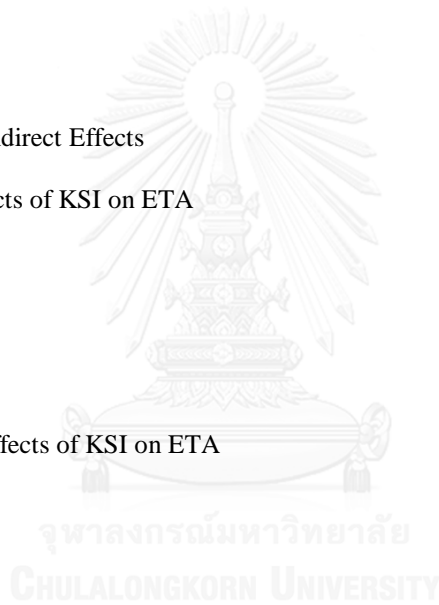 direct Effects
cts of KSI on ETA
ffects of KSI on ETA
จุฬาลงกรณ์มหาวิทยาลัย
CHULALONGKORN UNIVERSITY